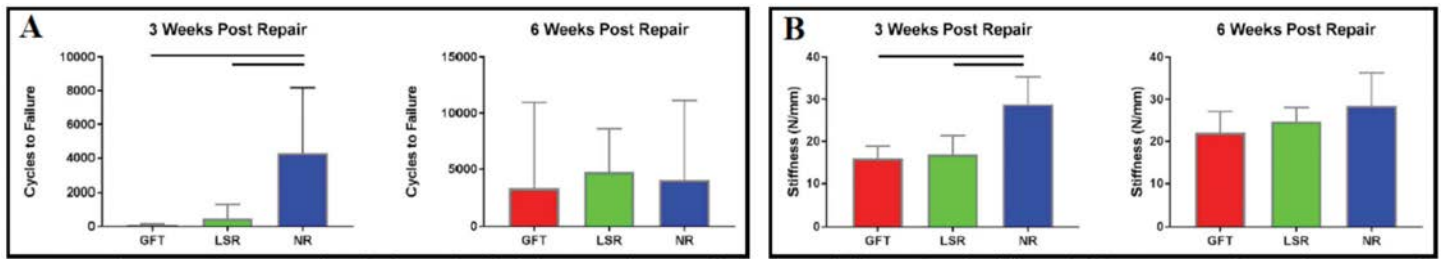 A
3 Weeks Post Repair
Cycles to Failure
10000
8000
6000
4000
2000
0
GFT LSR NR
6 Weeks Post Repair
Cycles to Failure
15000
10000
5000
0
GFT LSR NR
B
3 Weeks Post Repair
Stiffness (N/mm)
40
30
20
10
0
GFT LSR NR
6 Weeks Post Repair
Stiffness (N/mm)
40
30
20
10
0
GFT LSR NR